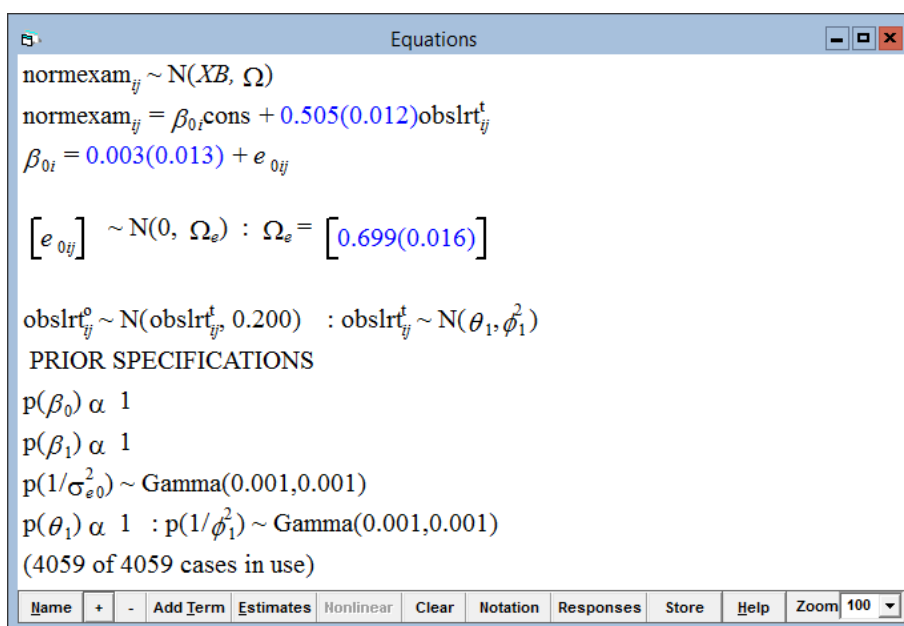 Equations
normexam_ij ~ N(XB, Ω)
normexam_ij = β_0i cons + 0.505(0.012)obslrt^t_ij
β_0i = 0.003(0.013) + e_0ij
[e_0ij] ~ N(0, Ω_e) : Ω_e = [0.699(0.016)]
obslrt^o_ij ~ N(obslrt^t_ij, 0.200) : obslrt^t_ij ~ N(θ_1, ϕ^2_1)
PRIOR SPECIFICATIONS
p(β_0) α 1
p(β_1) α 1
p(1/σ^2_e0) ~ Gamma(0.001,0.001)
p(θ_1) α 1 : p(1/ϕ^2_1) ~ Gamma(0.001,0.001)
(4059 of 4059 cases in use)
Name + - Add Term Estimates Nonlinear Clear Notation Responses Store Help Zoom 100